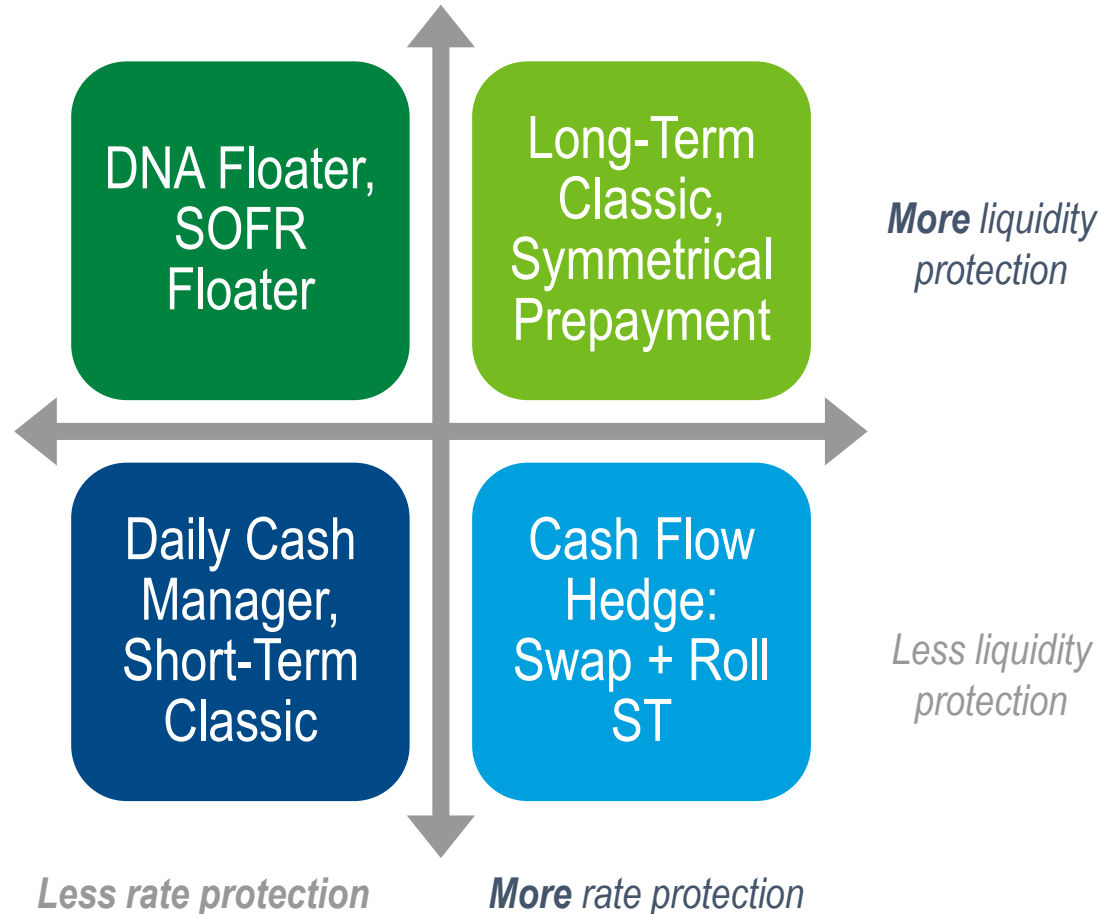 DNA Floater,
SOFR
Floater
Long-Term
Classic,
Symmetrical
Prepayment
More liquidity
protection
Daily Cash
Manager,
Short-Term
Classic
Cash Flow
Hedge:
Swap + Roll
ST
Less liquidity
protection
Less rate protection
More rate protection